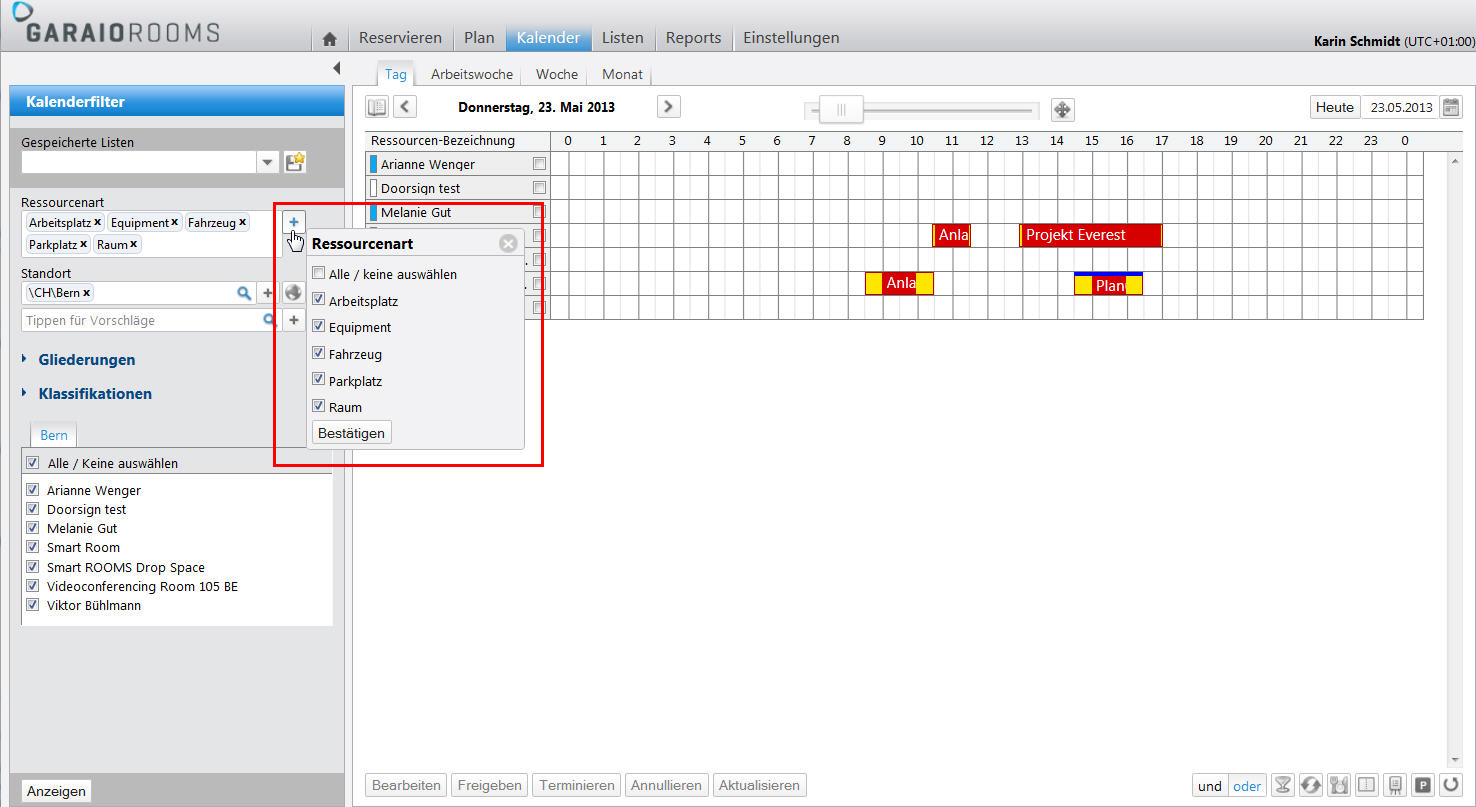 GARAIOROOMS
Reservieren Plan Kalender Listen Reports Einstellungen
Karin Schmidt (UTC+01:00)
Tag Arbeitswoche Woche Monat
Kalenderfilter
Donnerstag, 23. Mai 2013
Heute 23.05.2013
Gespeicherte Listen
Ressourcenart
Arbeitsplatz x Equipment x Fahrzeug x
Parkplatz x Raum x
Standort
\CH\Bern x
Tippen für Vorschläge
Gliederungen
Klassifikationen
Bern
Alle / Keine auswählen
Arianne Wenger
Doorsign test
Melanie Gut
Smart Room
Smart ROOMS Drop Space
Videoconferencing Room 105 BE
Viktor Bühlmann
Anzeigen
Ressourcenart
Alle / keine auswählen
Arbeitsplatz
Equipment
Fahrzeug
Parkplatz
Raum
Bestätigen
Ressourcen-Bezeichnung 0 1 2 3 4 5 6 7 8 9 10 11 12 13 14 15 16 17 18 19 20 21 22 23 0
Arianne Wenger
Doorsign test
Melanie Gut
Anla Projekt Everest
Anla Plan
Bearbeiten Freigeben Terminieren Annullieren Aktualisieren
und oder P